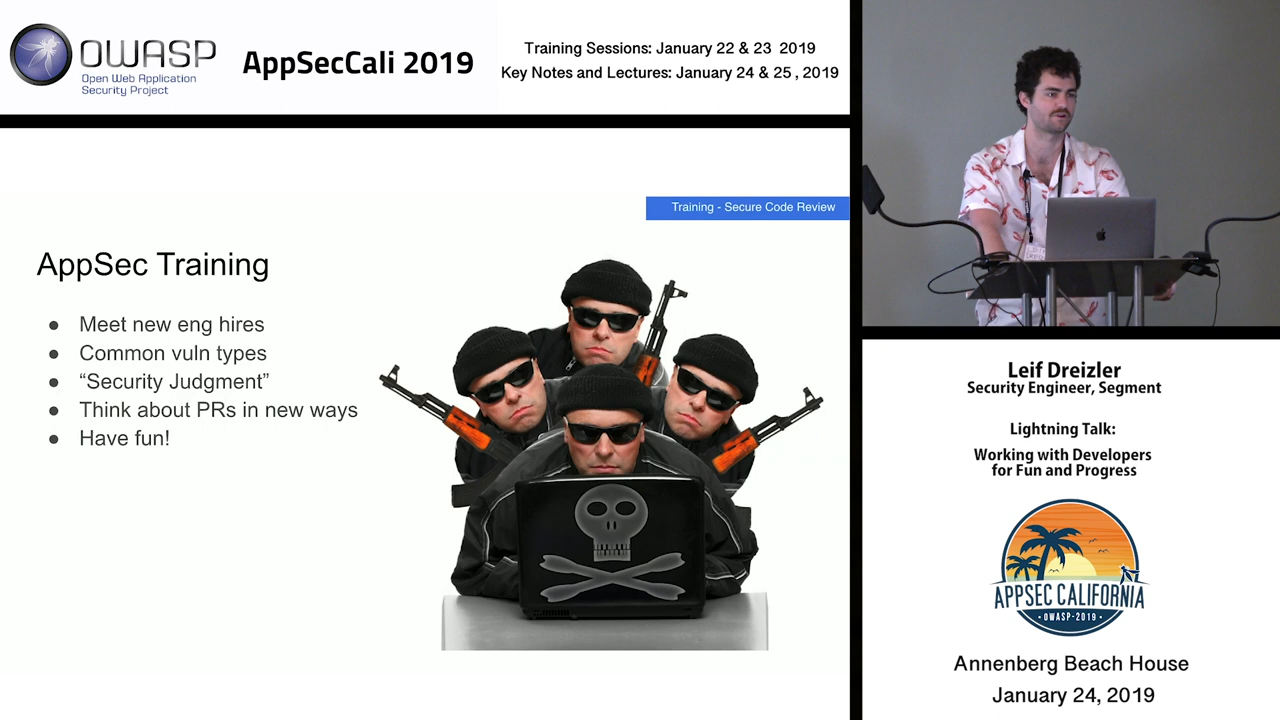 OWASP
Open Web Application
Security Project
AppSecCali 2019
Training Sessions: January 22 & 23 2019
Key Notes and Lectures: January 24 & 25 , 2019
Training - Secure Code Review
AppSec Training
● Meet new eng hires
● Common vuln types
● “Security Judgment”
● Think about PRs in new ways
● Have fun!
Leif Dreizler
Security Engineer, Segment
Lightning Talk:
Working with Developers
for Fun and Progress
APPSEC CALIFORNIA
• OWASP-2019 •
Annenberg Beach House
January 24, 2019